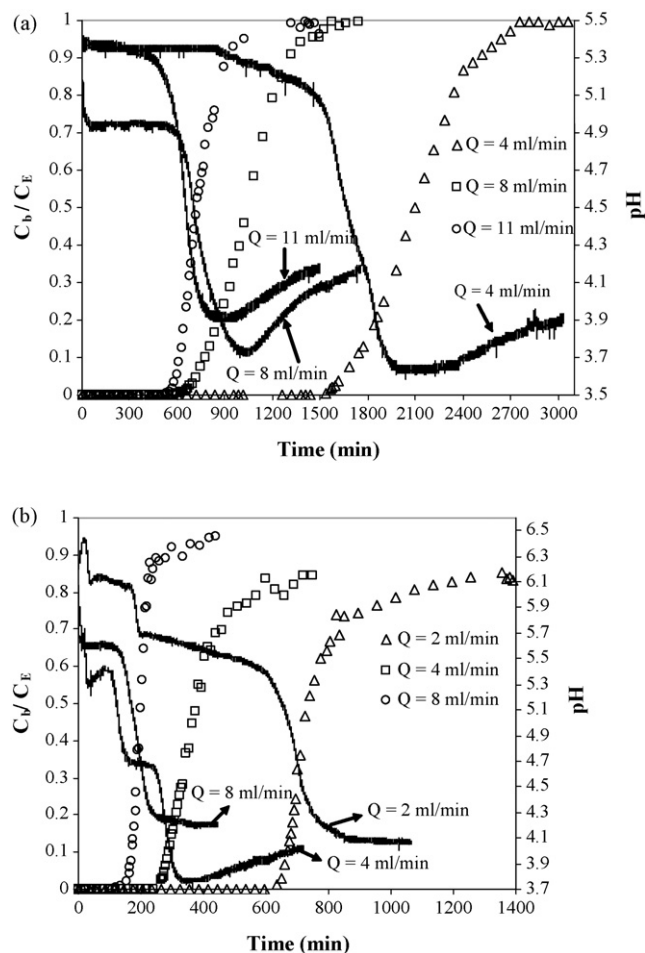 (a)
1
0.9
0.8
0.7
0.6
0.5
0.4
0.3
0.2
0.1
0
C_b / C_E
5.5
5.3
5.1
4.9
4.7
4.5
4.3
4.1
3.9
3.7
3.5
pH
△ Q = 4 ml/min
□ Q = 8 ml/min
○ Q = 11 ml/min
Q = 11 ml/min
Q = 4 ml/min
Q = 8 ml/min
0 300 600 900 1200 1500 1800 2100 2400 2700 3000
Time (min)
(b)
1
0.9
0.8
0.7
0.6
0.5
0.4
0.3
0.2
0.1
0
C_b/ C_E
6.5
6.3
6.1
5.9
5.7
5.5
5.3
5.1
4.9
4.7
4.5
4.3
4.1
3.9
3.7
pH
△ Q = 2 ml/min
□ Q = 4 ml/min
○ Q = 8 ml/min
Q = 8 ml/min
Q = 2 ml/min
Q = 4 ml/min
0 200 400 600 800 1000 1200 1400
Time (min)